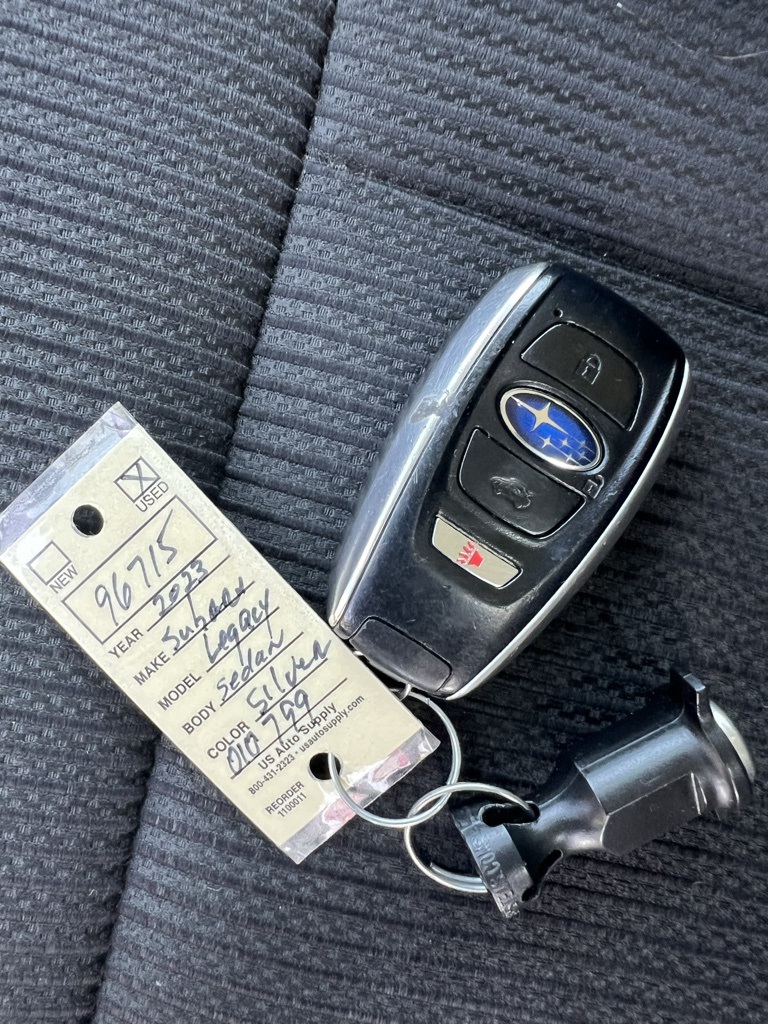 USED
NEW
96715
YEAR 2023
MAKE Subaru
MODEL Legacy
BODY Sedan
COLOR Silver
010 799
US Auto Supply
800-431-2323 • usautosupply.com
REORDER
1100011